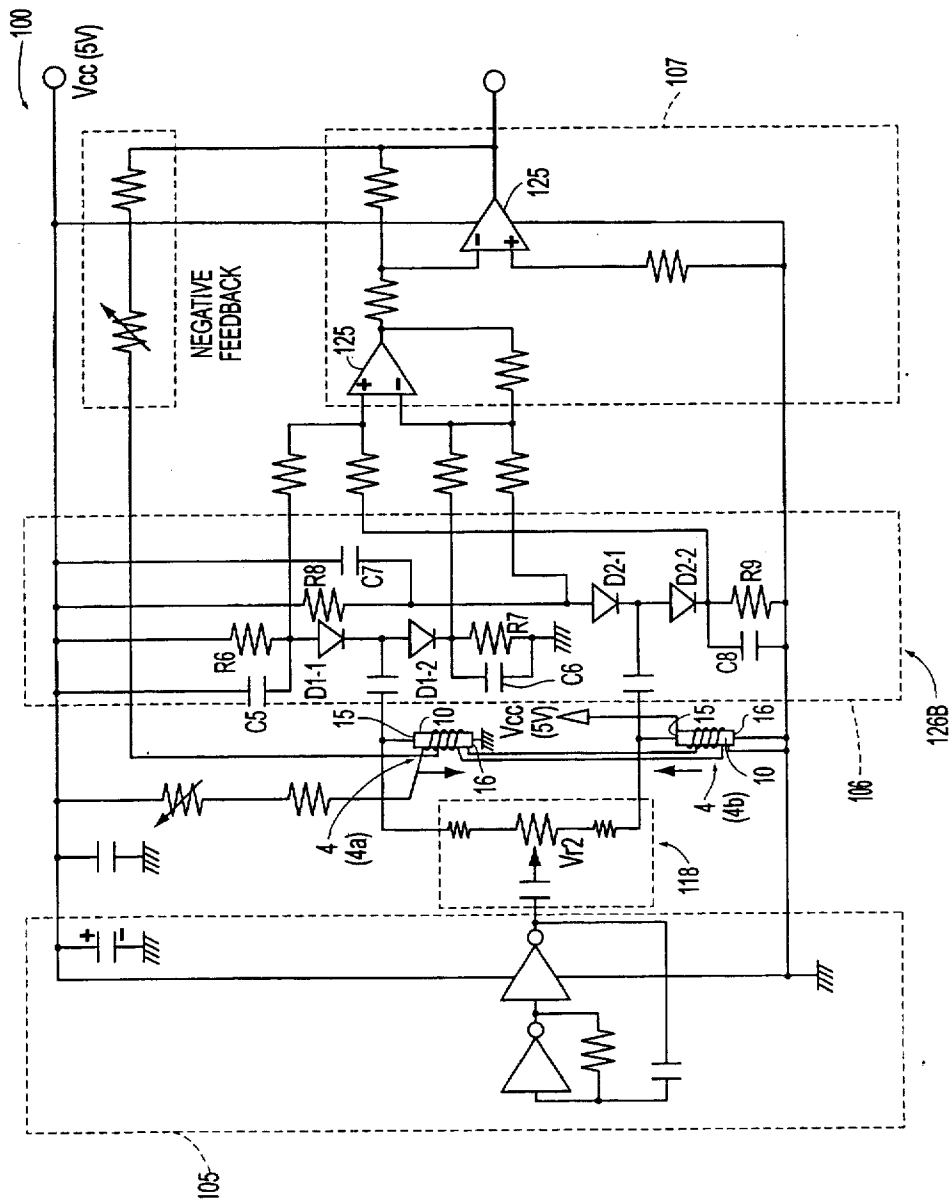 100
Vcc (5V)
107
NEGATIVE
FEEDBACK
125
125
+
−
−
+
R8
C7
R6
D1-1
D1-2
R7
C5
C6
D2-1
D2-2
R9
C8
126B
106
15
10
16
4
(4a)
Vcc
(5V)
15
16
10
4
(4b)
Vr2
118
+
−
105